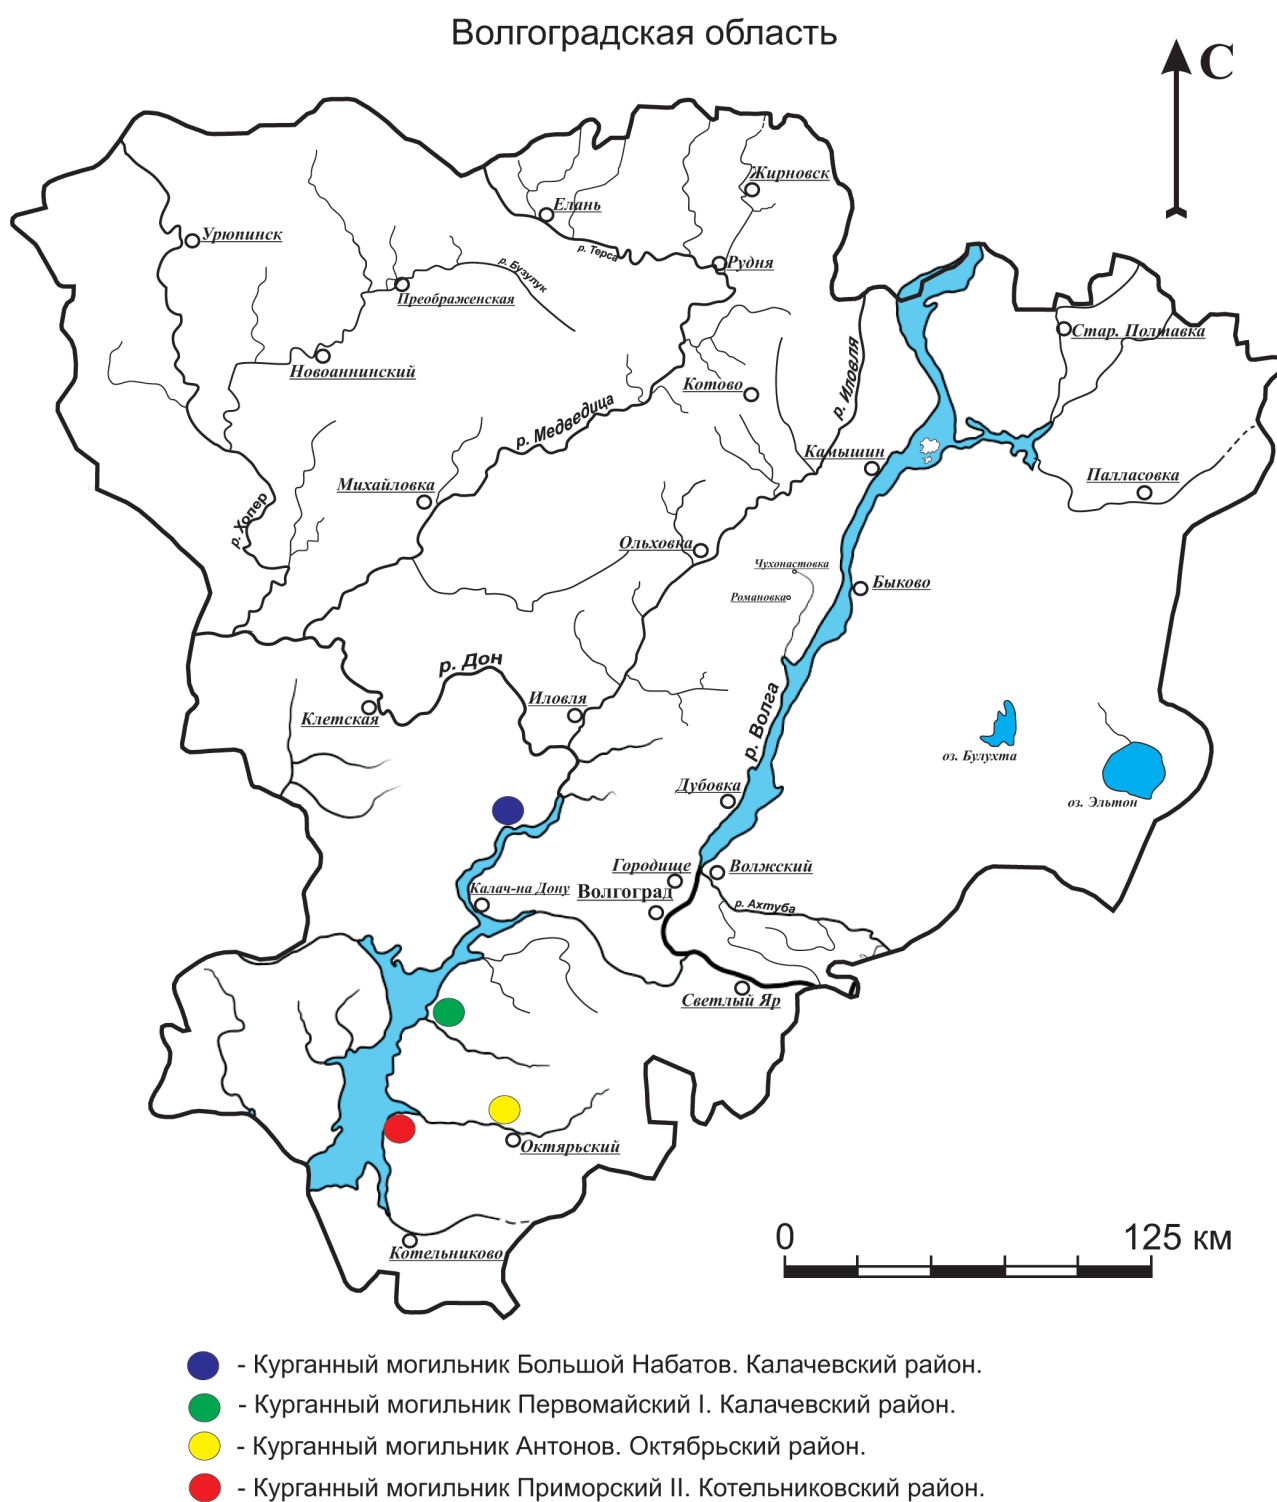 Волгоградская область
С
Жирновск
Елань
Урюпинск
р. Терса
Рудня
р. Бузулук
Преображенская
Стар. Полтавка
Новоаннинский
Котово
р. Иловля
р. Медведица
Камышин
Палласовка
Михайловка
р. Хопер
Ольховка
Чухонастовка
Быково
Романовка
р. Дон
Иловля
Клетская
р. Волга
оз. Булухта
Дубовка
оз. Эльтон
Городище
Волжский
Калач-на Дону
Волгоград
р. Ахтуба
Светлый Яр
Октярьский
Котельниково
0
125 км
- Курганный могильник Большой Набатов. Калачевский район.
- Курганный могильник Первомайский I. Калачевский район.
- Курганный могильник Антонов. Октябрьский район.
- Курганный могильник Приморский II. Котельниковский район.